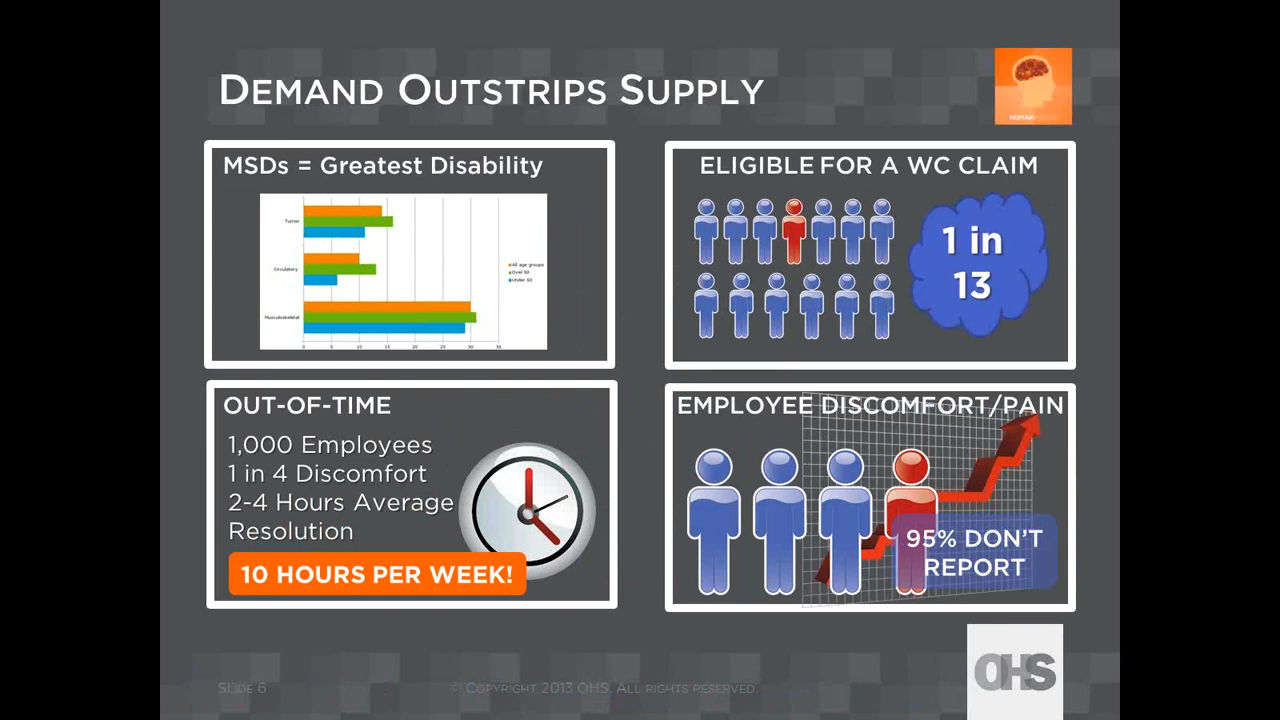 DEMAND OUTSTRIPS SUPPLY
HUMAN
MSDs = Greatest Disability
Tumor
Circulatory
Musculoskeletal
All age groups
Over 50
Under 50
0 5 10 15 20 25 30 35
ELIGIBLE FOR A WC CLAIM
1 in
13
OUT-OF-TIME
1,000 Employees
1 in 4 Discomfort
2-4 Hours Average
Resolution
10 HOURS PER WEEK!
EMPLOYEE DISCOMFORT/PAIN
95% DON'T
REPORT
OHS
SLIDE 6
© COPYRIGHT 2013 OHS. ALL RIGHTS RESERVED.